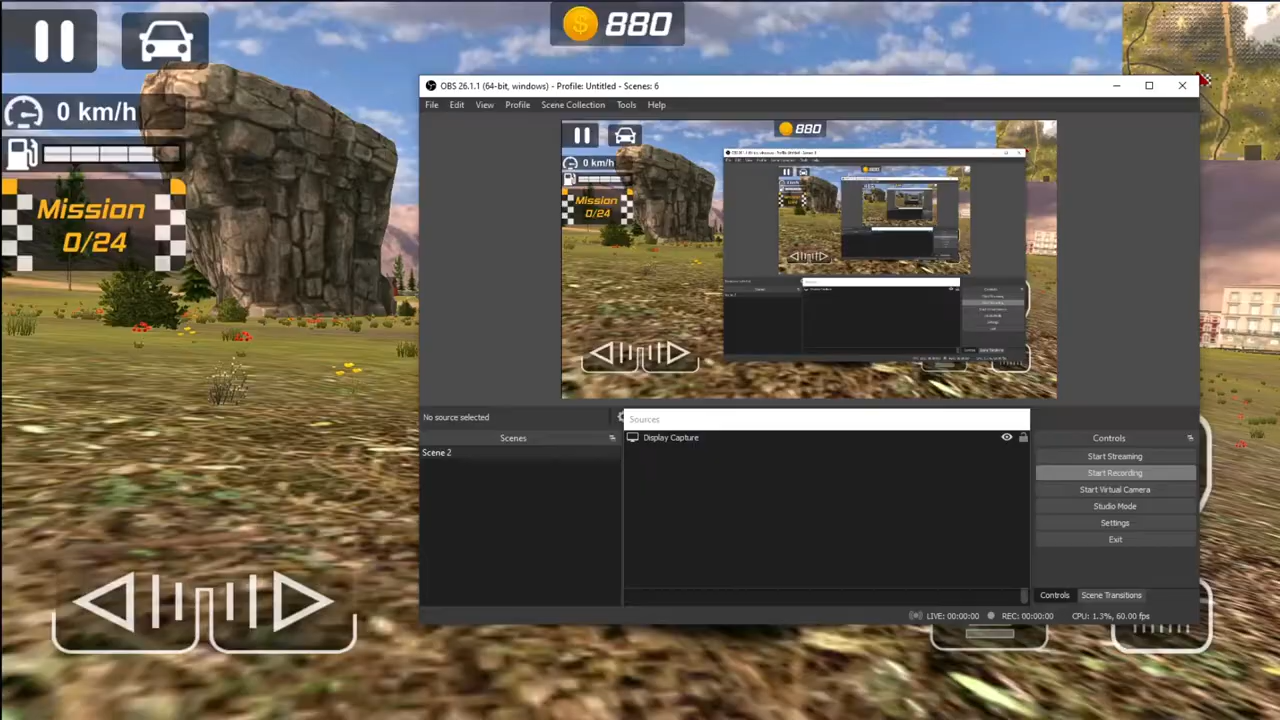 880
OBS 26.1.1 (64-bit, windows) - Profile: Untitled - Scenes: 6
File Edit View Profile Scene Collection Tools Help
0 km/h
Mission
0/24
880
0 km/h
Mission
0/24
No source selected
Sources
Scenes
Display Capture
Controls
Scene 2
Start Streaming
Start Recording
Start Virtual Camera
Studio Mode
Settings
Exit
Controls Scene Transitions
LIVE: 00:00:00 REC: 00:00:00 CPU: 1.3%, 60.00 fps